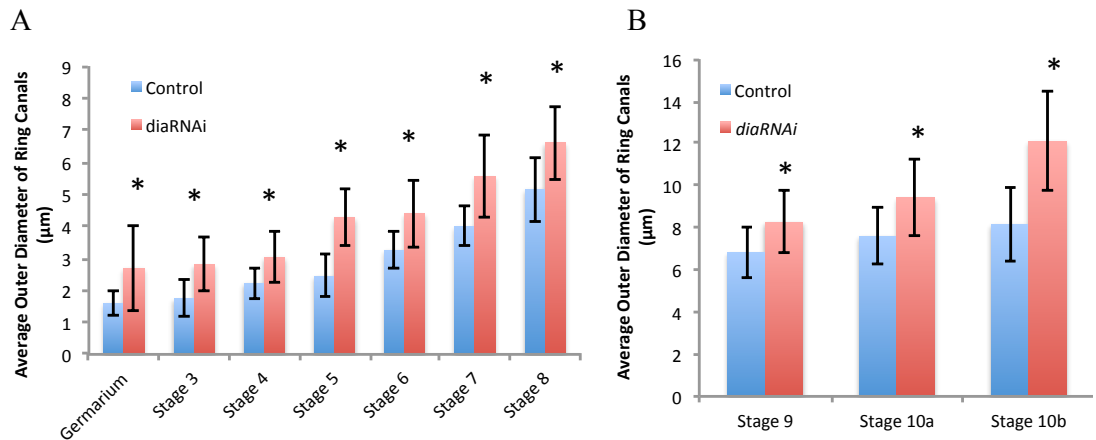 A
Average Outer Diameter of Ring Canals
(μm)
9
8
7
6
5
4
3
2
1
0
Control
diaRNAi
*
*
*
*
*
*
*
Germarium
Stage 3
Stage 4
Stage 5
Stage 6
Stage 7
Stage 8
B
Average Outer Diameter of Ring Canals
(μm)
16
14
12
10
8
6
4
2
0
Control
diaRNAi
*
*
*
Stage 9
Stage 10a
Stage 10b